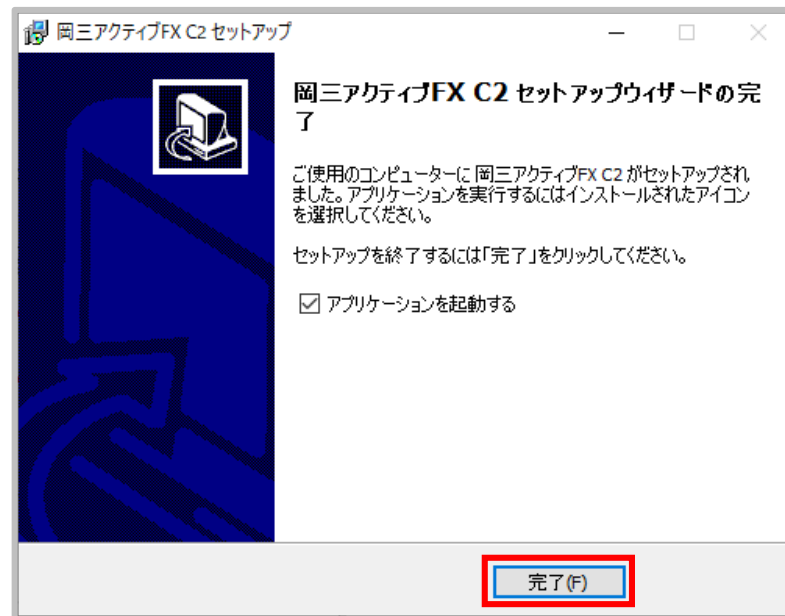 岡三アクティブFX C2 セットアップ
岡三アクティブFX C2 セットアップウィザードの完
了
ご使用のコンピューターに 岡三アクティブFX C2 がセットアップされ
ました。アプリケーションを実行するにはインストールされたアイコン
を選択してください。
セットアップを終了するには「完了」をクリックしてください。
アプリケーションを起動する
完了(F)